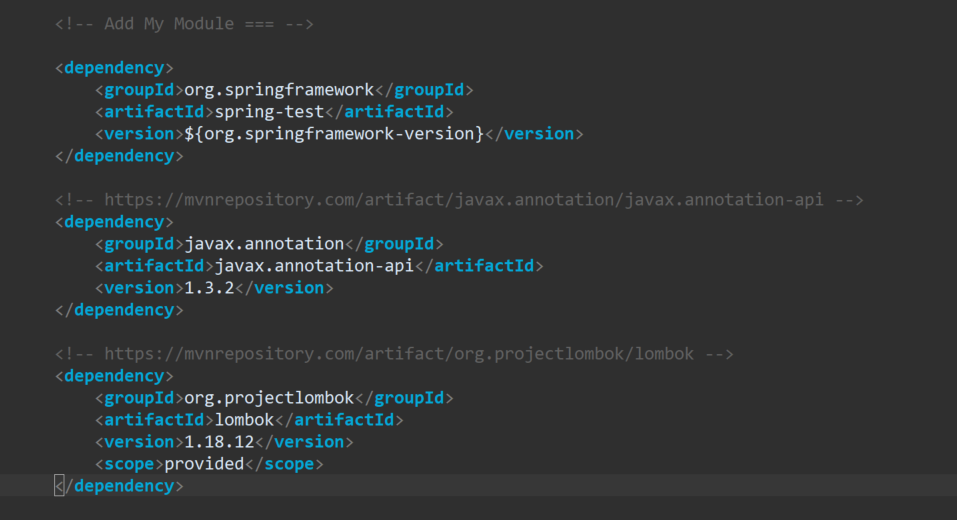 <!-- Add My Module === -->
<dependency>
<groupId>org.springframework</groupId>
<artifactId>spring-test</artifactId>
<version>${org.springframework-version}</version>
</dependency>
<!-- https://mvnrepository.com/artifact/javax.annotation/javax.annotation-api -->
<dependency>
<groupId>javax.annotation</groupId>
<artifactId>javax.annotation-api</artifactId>
<version>1.3.2</version>
</dependency>
<!-- https://mvnrepository.com/artifact/org.projectlombok/lombok -->
<dependency>
<groupId>org.projectlombok</groupId>
<artifactId>lombok</artifactId>
<version>1.18.12</version>
<scope>provided</scope>
</dependency>